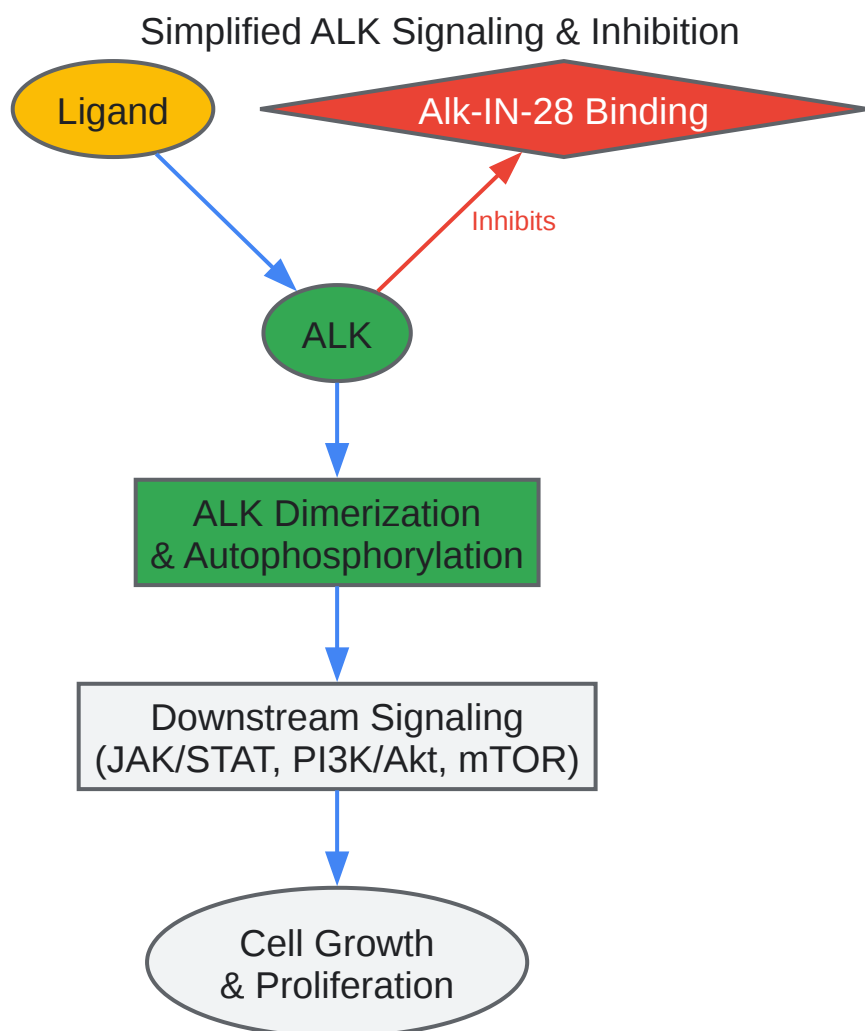 Simplified ALK Signaling & Inhibition
Ligand
Alk-IN-28 Binding
Inhibits
ALK
ALK Dimerization
& Autophosphorylation
Downstream Signaling
(JAK/STAT, PI3K/Akt, mTOR)
Cell Growth
& Proliferation